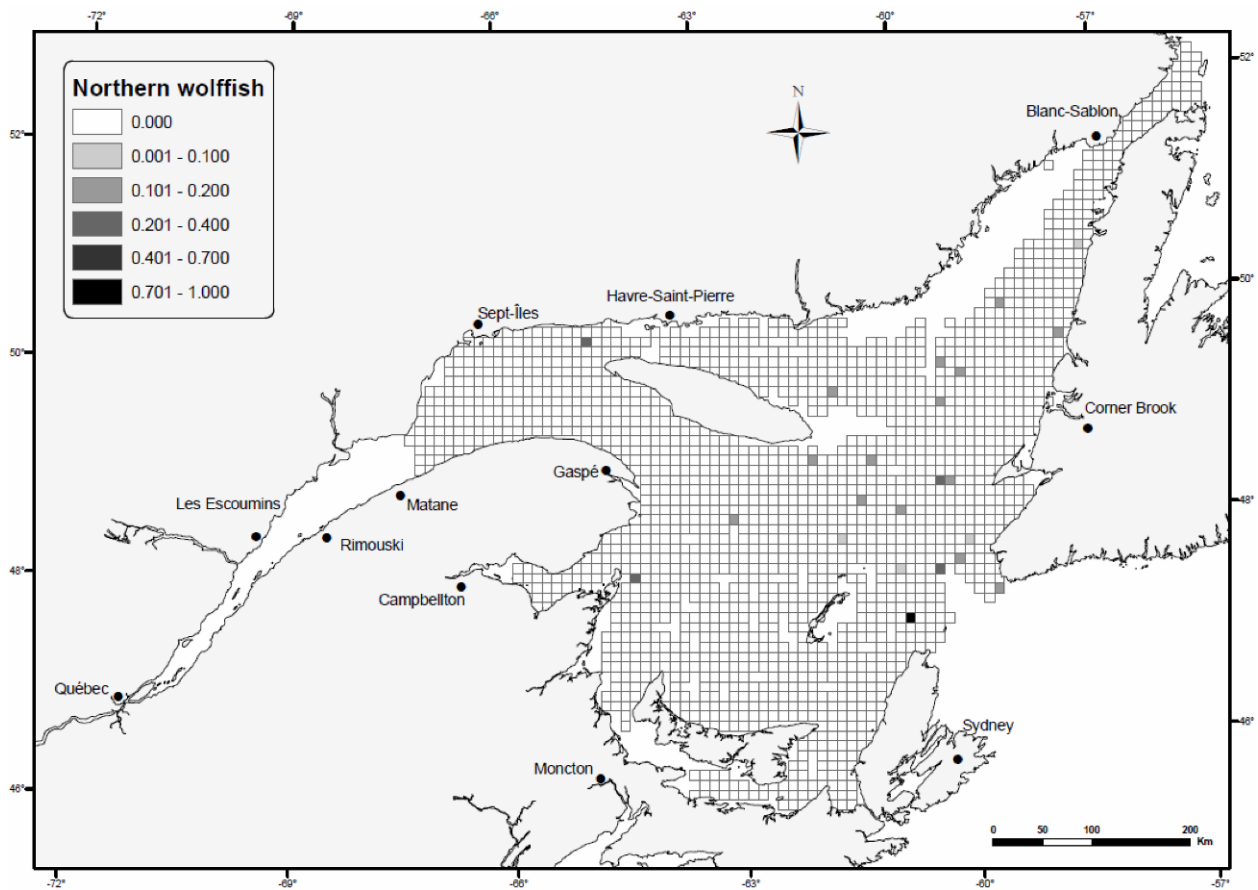 -72° -69° -66° -63° -60° -57°
Northern wolffish
0.000
0.001 - 0.100
0.101 - 0.200
0.201 - 0.400
0.401 - 0.700
0.701 - 1.000
N
52°
52°
Blanc-Sablon
50°
Havre-Saint-Pierre
Sept-Îles
50°
Corner Brook
Gaspé
Matane
48°
Les Escoumins
Rimouski
48°
Campbellton
Québec
46°
Sydney
Moncton
46°
0 50 100 200
Km
-72° -69° -66° -63° -60° -57°